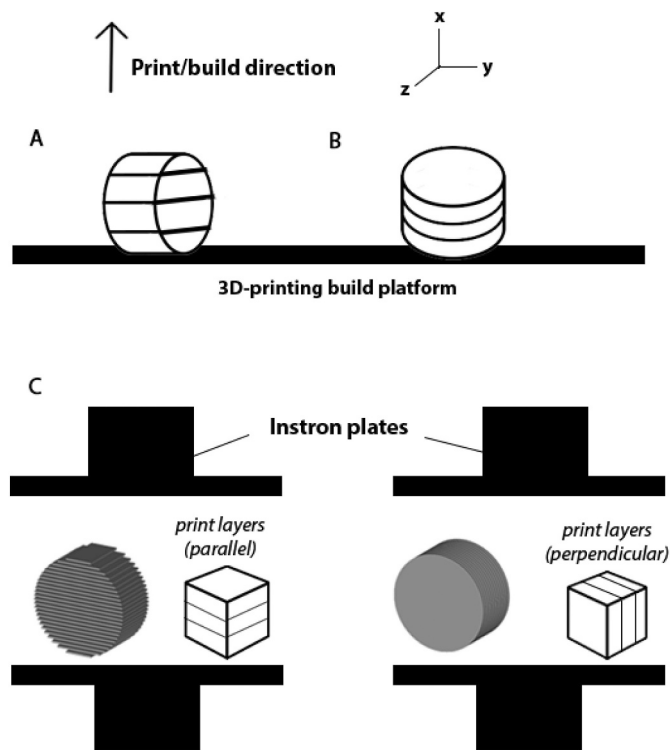 x
Print/build direction
y
z
A
B
3D-printing build platform
C
Instron plates
print layers
(parallel)
print layers
(perpendicular)